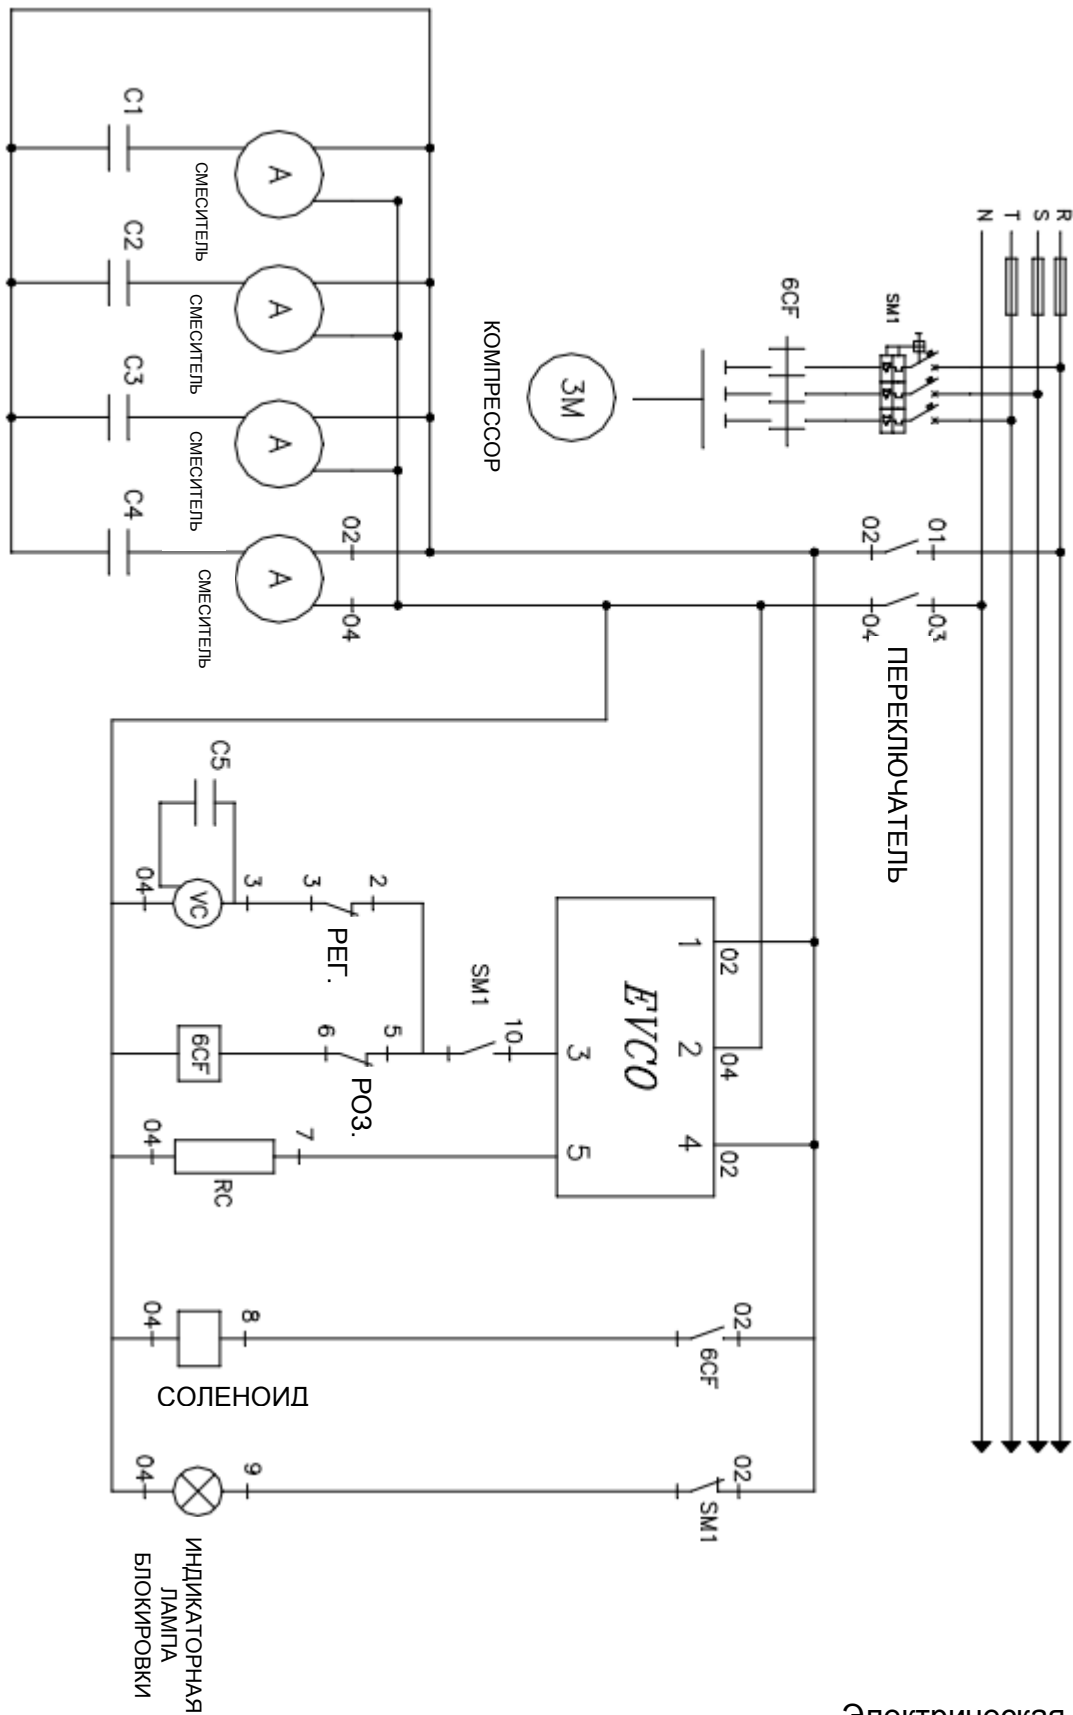 R
S
T
N
SM1
6CF
3M
КОМПРЕССОР
C1
A
СМЕСИТЕЛЬ
C2
A
СМЕСИТЕЛЬ
C3
A
СМЕСИТЕЛЬ
C4
A
СМЕСИТЕЛЬ
02
04
01
02
03
04
ПЕРЕКЛЮЧАТЕЛЬ
1
02
2
04
4
02
EVCO
3
5
10
SM1
2
3
РЕГ.
3
VC
04
C5
5
6
РОЗ.
6CF
7
RC
04
02
6CF
8
04
СОЛЕНОИД
02
SM1
9
04
ИНДИКАТОРНАЯ
ЛАМПА
БЛОКИРОВКИ